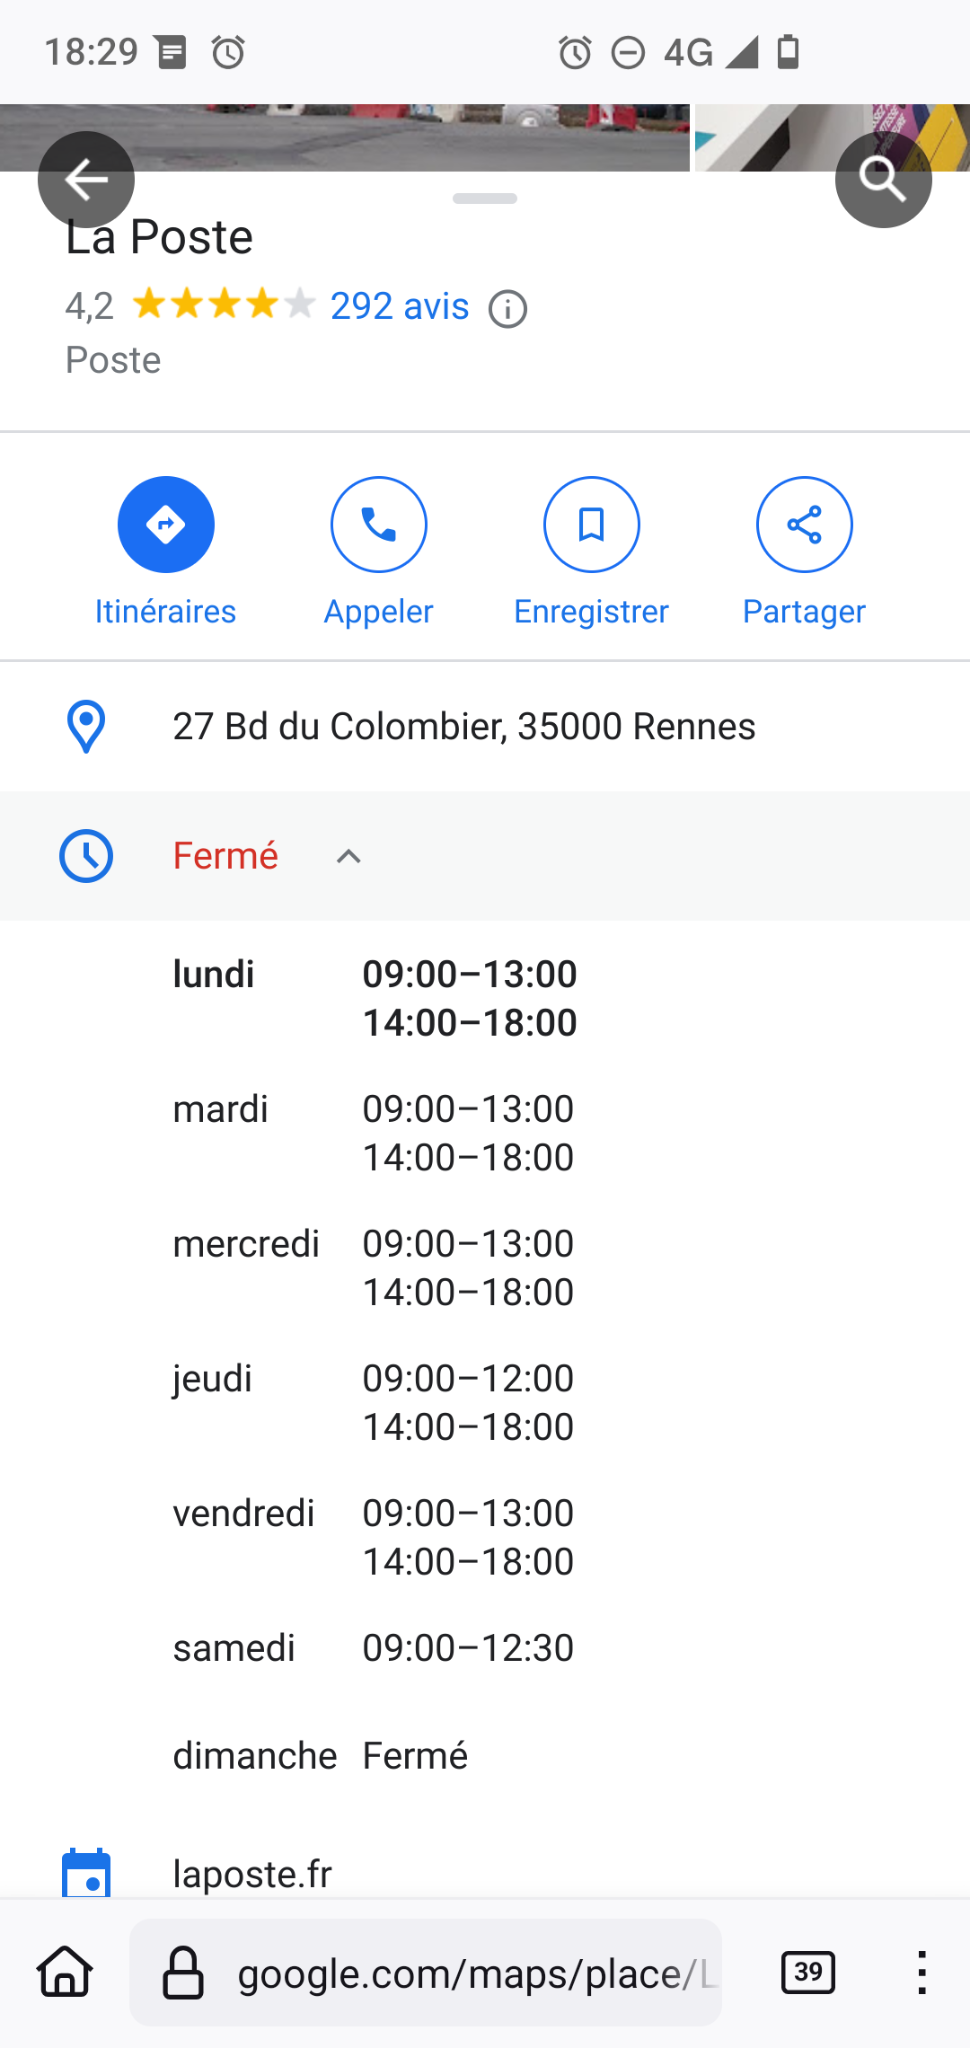 18:29 4G
La Poste
4,2 292 avis
Poste
Itinéraires Appeler Enregistrer Partager
27 Bd du Colombier, 35000 Rennes
Fermé
lundi 09:00–13:00
14:00–18:00
mardi 09:00–13:00
14:00–18:00
mercredi 09:00–13:00
14:00–18:00
jeudi 09:00–12:00
14:00–18:00
vendredi 09:00–13:00
14:00–18:00
samedi 09:00–12:30
dimanche Fermé
laposte.fr
google.com/maps/place/L 39